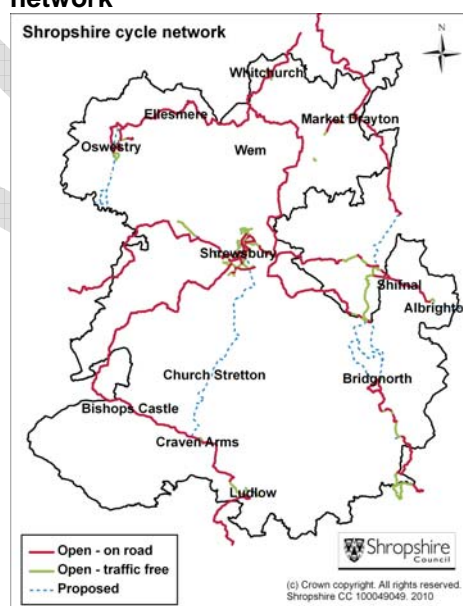 network
Shropshire cycle network
N
Whitchurch
Ellesmere
Market Drayton
Oswestry
Wem
Shrewsbury
Shifnal
Albrighto
Church Stretton
Bridgnorth
Bishops Castle
Craven Arms
Ludlow
Open - on road
Open - traffic free
Proposed
Shropshire
Council
(c) Crown copyright. All rights reserved.
Shropshire CC 100049049. 2010